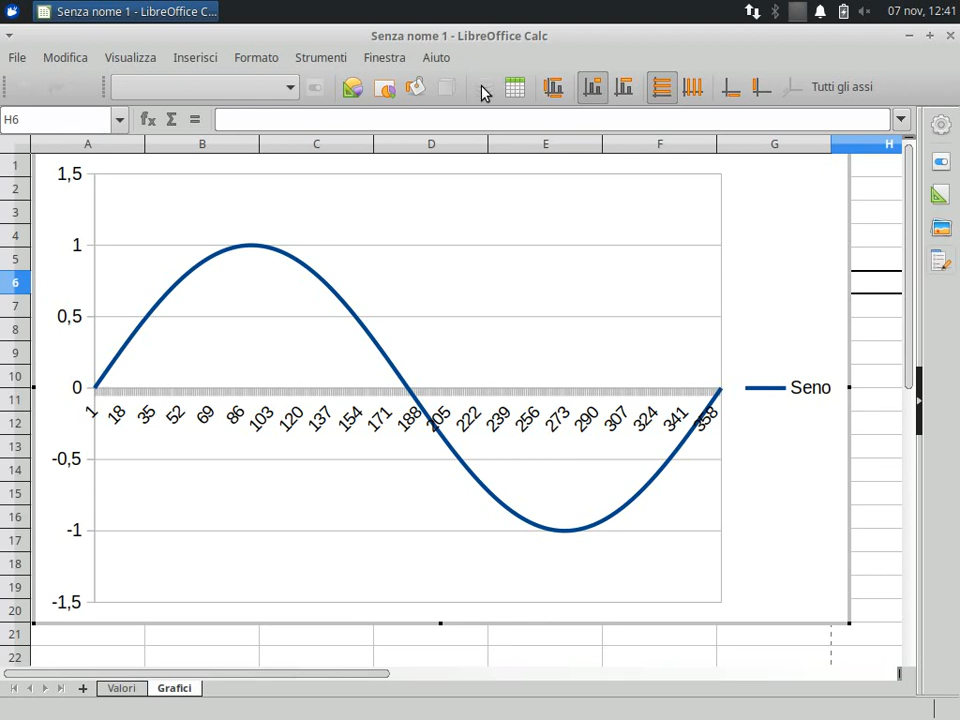 Senza nome 1 - LibreOffice C...
07 nov, 12:41
Senza nome 1 - LibreOffice Calc
File Modifica Visualizza Inserisci Formato Strumenti Finestra Aiuto
Tutti gli assi
H6
A B C D E F G H
1
2
3
4
5
6
7
8
9
10
11
12
13
14
15
16
17
18
19
20
21
22
1,5
1
0,5
0
-0,5
-1
-1,5
1 18 35 52 69 86 103 120 137 154 171 188 205 222 239 256 273 290 307 324 341 358
Seno
Valori Grafici